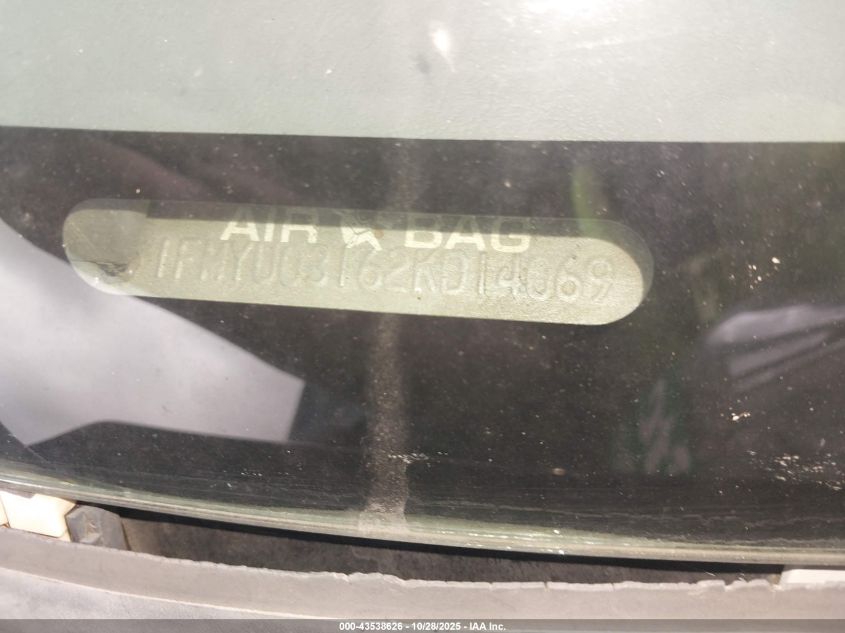 AIR BAG
1FMYU03162KD14069
000-43538626 - 10/28/2025 - IAA Inc.